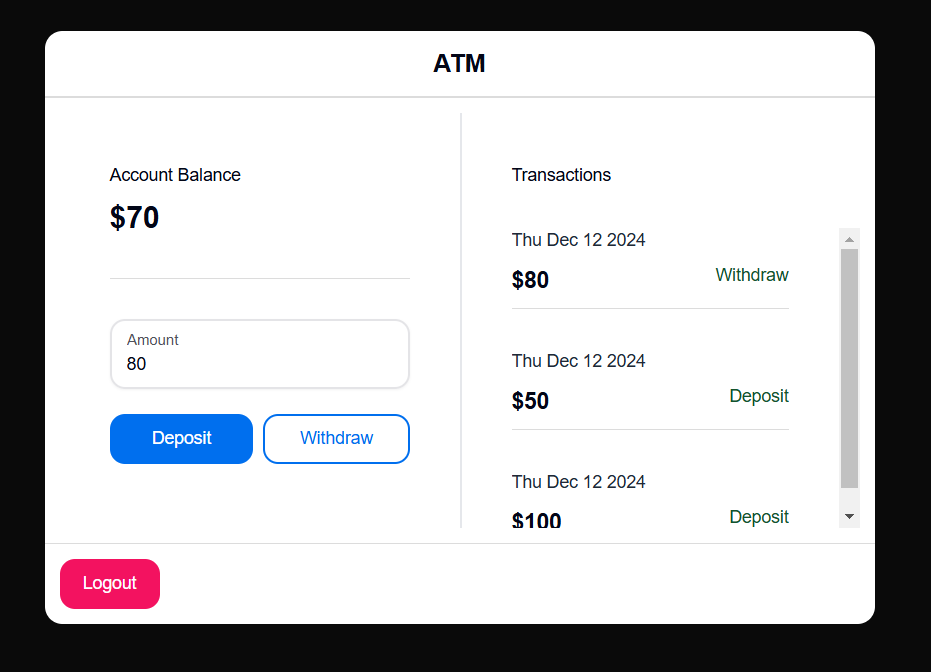 ATM
Account Balance
$70
Amount
80
Deposit Withdraw
Transactions
Thu Dec 12 2024
$80 Withdraw
Thu Dec 12 2024
$50 Deposit
Thu Dec 12 2024
$100 Deposit
Logout